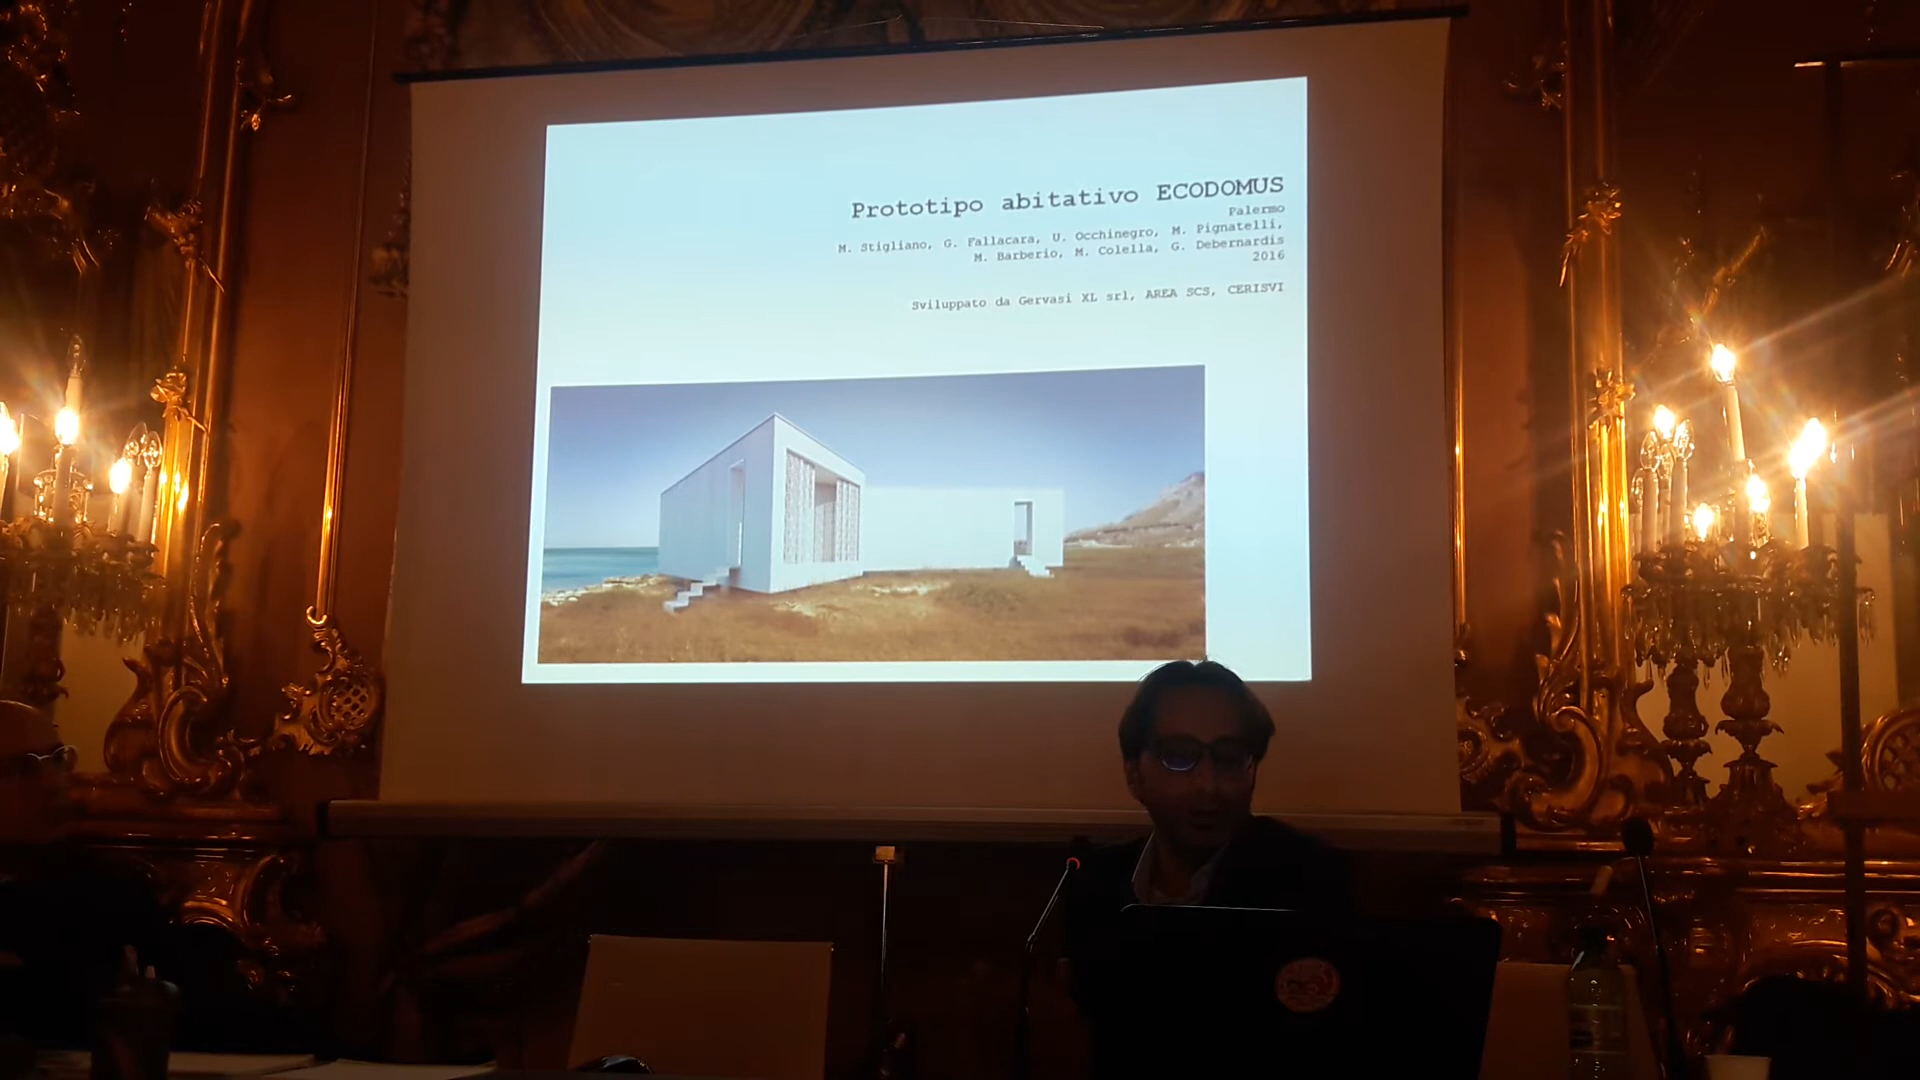 Prototipo abitativo ECODOMUS
Palermo
M. Stigliano, G. Fallacara, U. Occhinegro, M. Pignatelli,
M. Barberio, M. Colella, G. Debernardis
2016
Sviluppato da Gervasi XL srl, AREA SCS, CERISVI